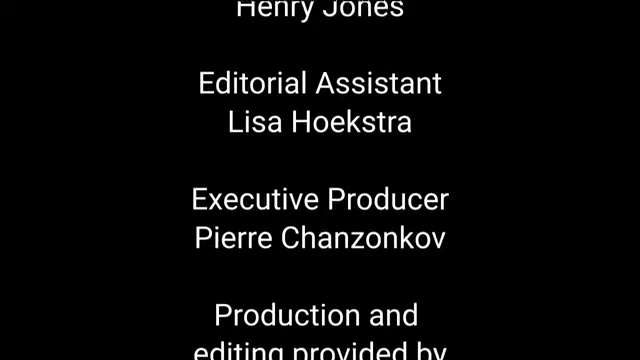 Henry Jones
Editorial Assistant
Lisa Hoekstra
Executive Producer
Pierre Chanzonkov
Production and
editing provided by